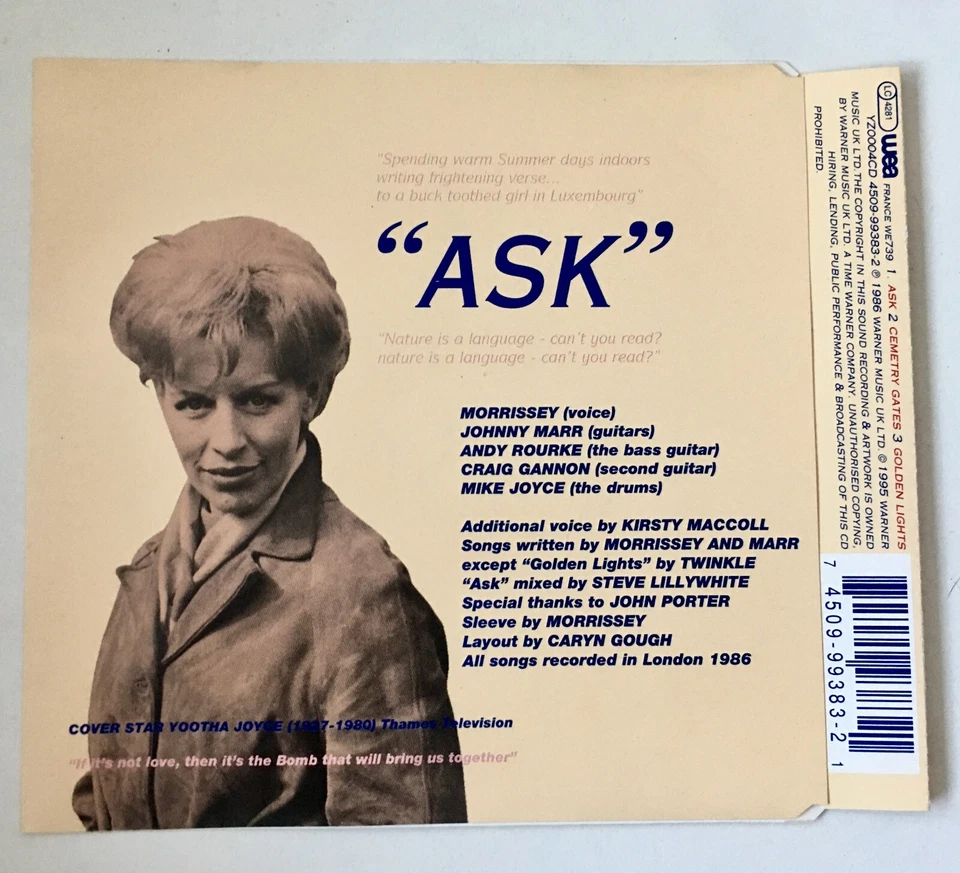 "Spending warm Summer days indoors
writing frightening verse...
to a buck toothed girl in Luxembourg"
"ASK"
"Nature is a language - can't you read?
nature is a language - can't you read?"
MORRISSEY (voice)
JOHNNY MARR (guitars)
ANDY ROURKE (the bass guitar)
CRAIG GANNON (second guitar)
MIKE JOYCE (the drums)
Additional voice by KIRSTY MACCOLL
Songs written by MORRISSEY AND MARR
except "Golden Lights" by TWINKLE
"Ask" mixed by STEVE LILLYWHITE
Special thanks to JOHN PORTER
Sleeve by MORRISSEY
Layout by CARYN GOUGH
All songs recorded in London 1986
COVER STAR YOOTHA JOYCE (1927-1980) Thames Television
"If it's not love, then it's the Bomb that will bring us together"
LC 4281
wea
FRANCE WE739 1. ASK 2 CEMETRY GATES 3 GOLDEN LIGHTS
YZ0004CD 4509-99383-2 ℗ 1986 WARNER MUSIC UK LTD. © 1995 WARNER
MUSIC UK LTD. THE COPYRIGHT IN THIS SOUND RECORDING & ARTWORK IS OWNED
BY WARNER MUSIC UK LTD. A TIME WARNER COMPANY. UNAUTHORISED COPYING,
HIRING, LENDING, PUBLIC PERFORMANCE & BROADCASTING OF THIS CD
PROHIBITED.
7 4509-99383-2 1